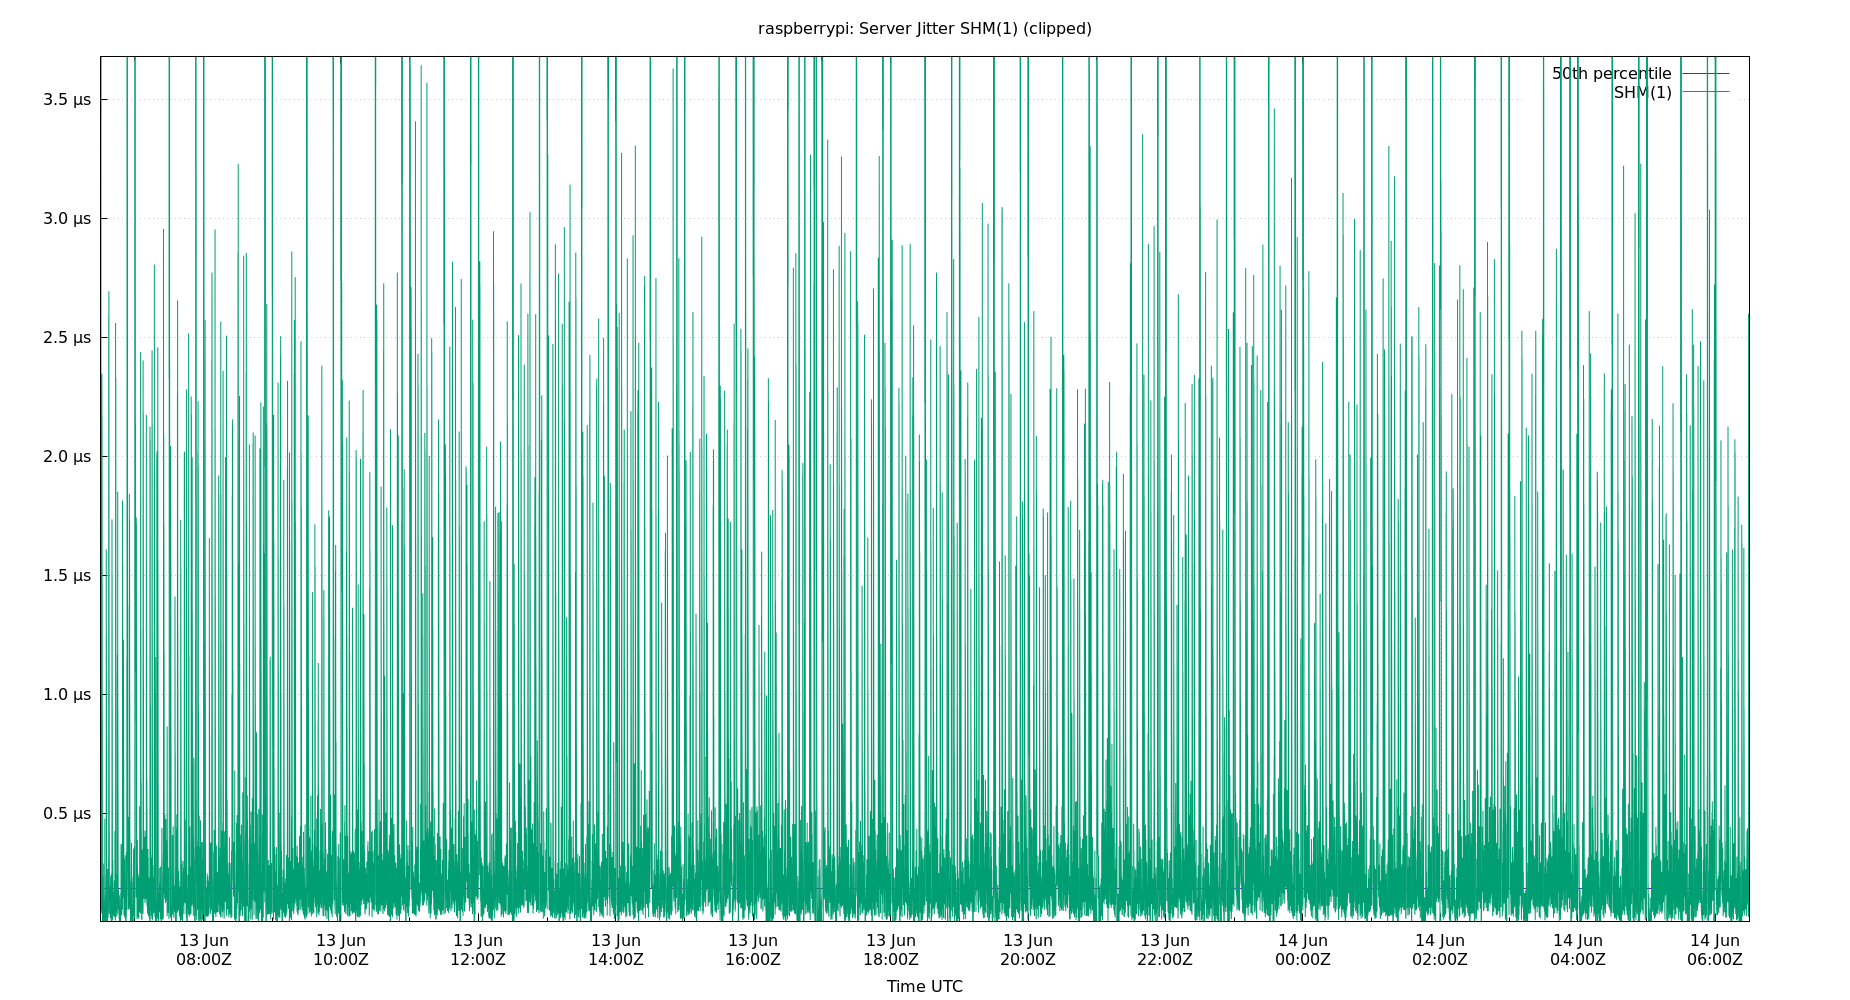 raspberrypi: Server Jitter SHM(1) (clipped)
50th percentile
SHM(1)
3.5 µs
3.0 µs
2.5 µs
2.0 µs
1.5 µs
1.0 µs
0.5 µs
13 Jun 13 Jun 13 Jun 13 Jun 13 Jun 13 Jun 13 Jun 13 Jun 14 Jun 14 Jun 14 Jun 14 Jun
08:00Z 10:00Z 12:00Z 14:00Z 16:00Z 18:00Z 20:00Z 22:00Z 00:00Z 02:00Z 04:00Z 06:00Z
Time UTC